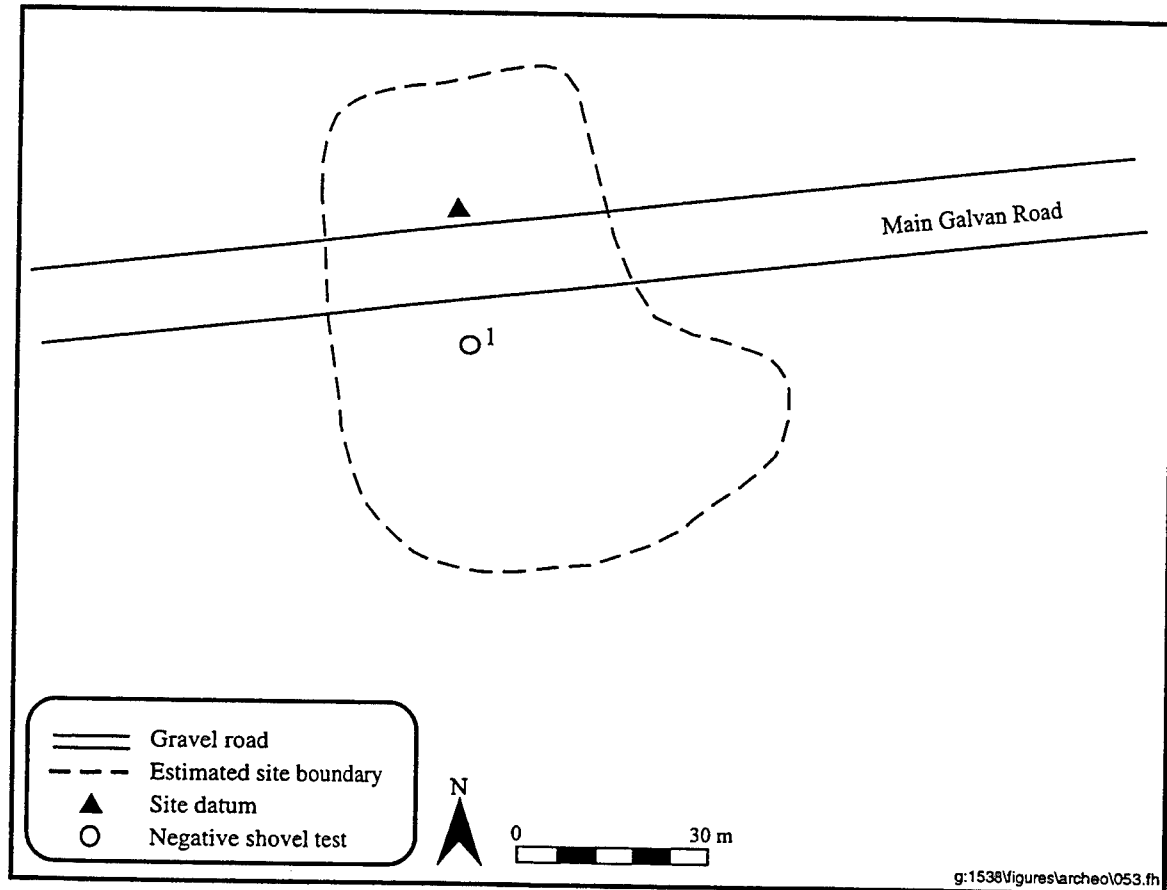 Main Galvan Road
1
Gravel road
Estimated site boundary
Site datum
Negative shovel test
N
0 30 m
g:1538\figures\archeo\053.fh